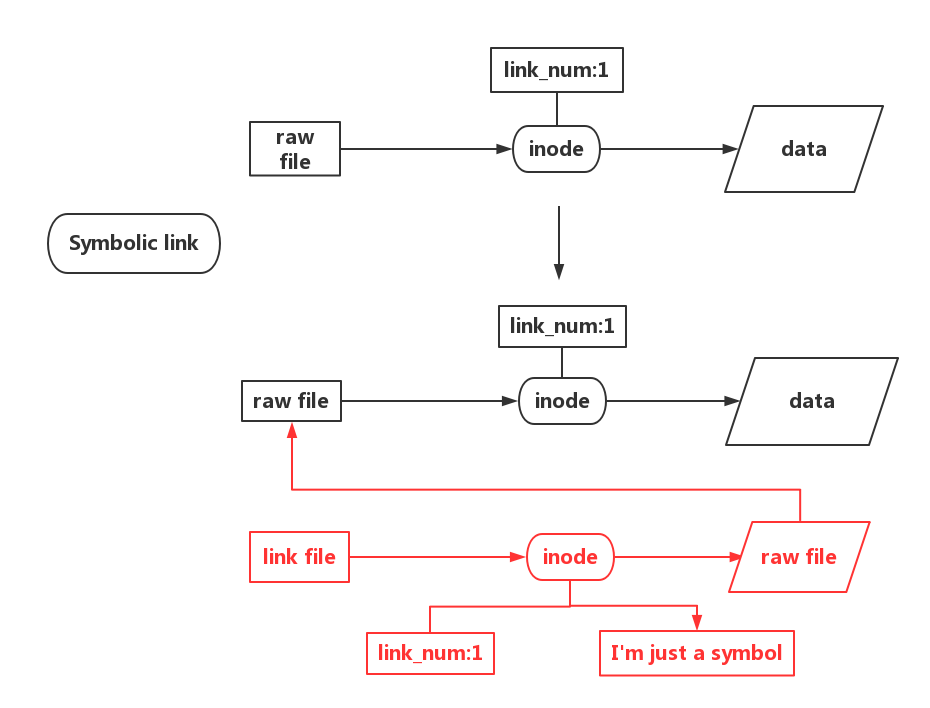 link_num:1
raw
file
inode
data
Symbolic link
link_num:1
raw file
inode
data
link file
inode
raw file
link_num:1
I'm just a symbol